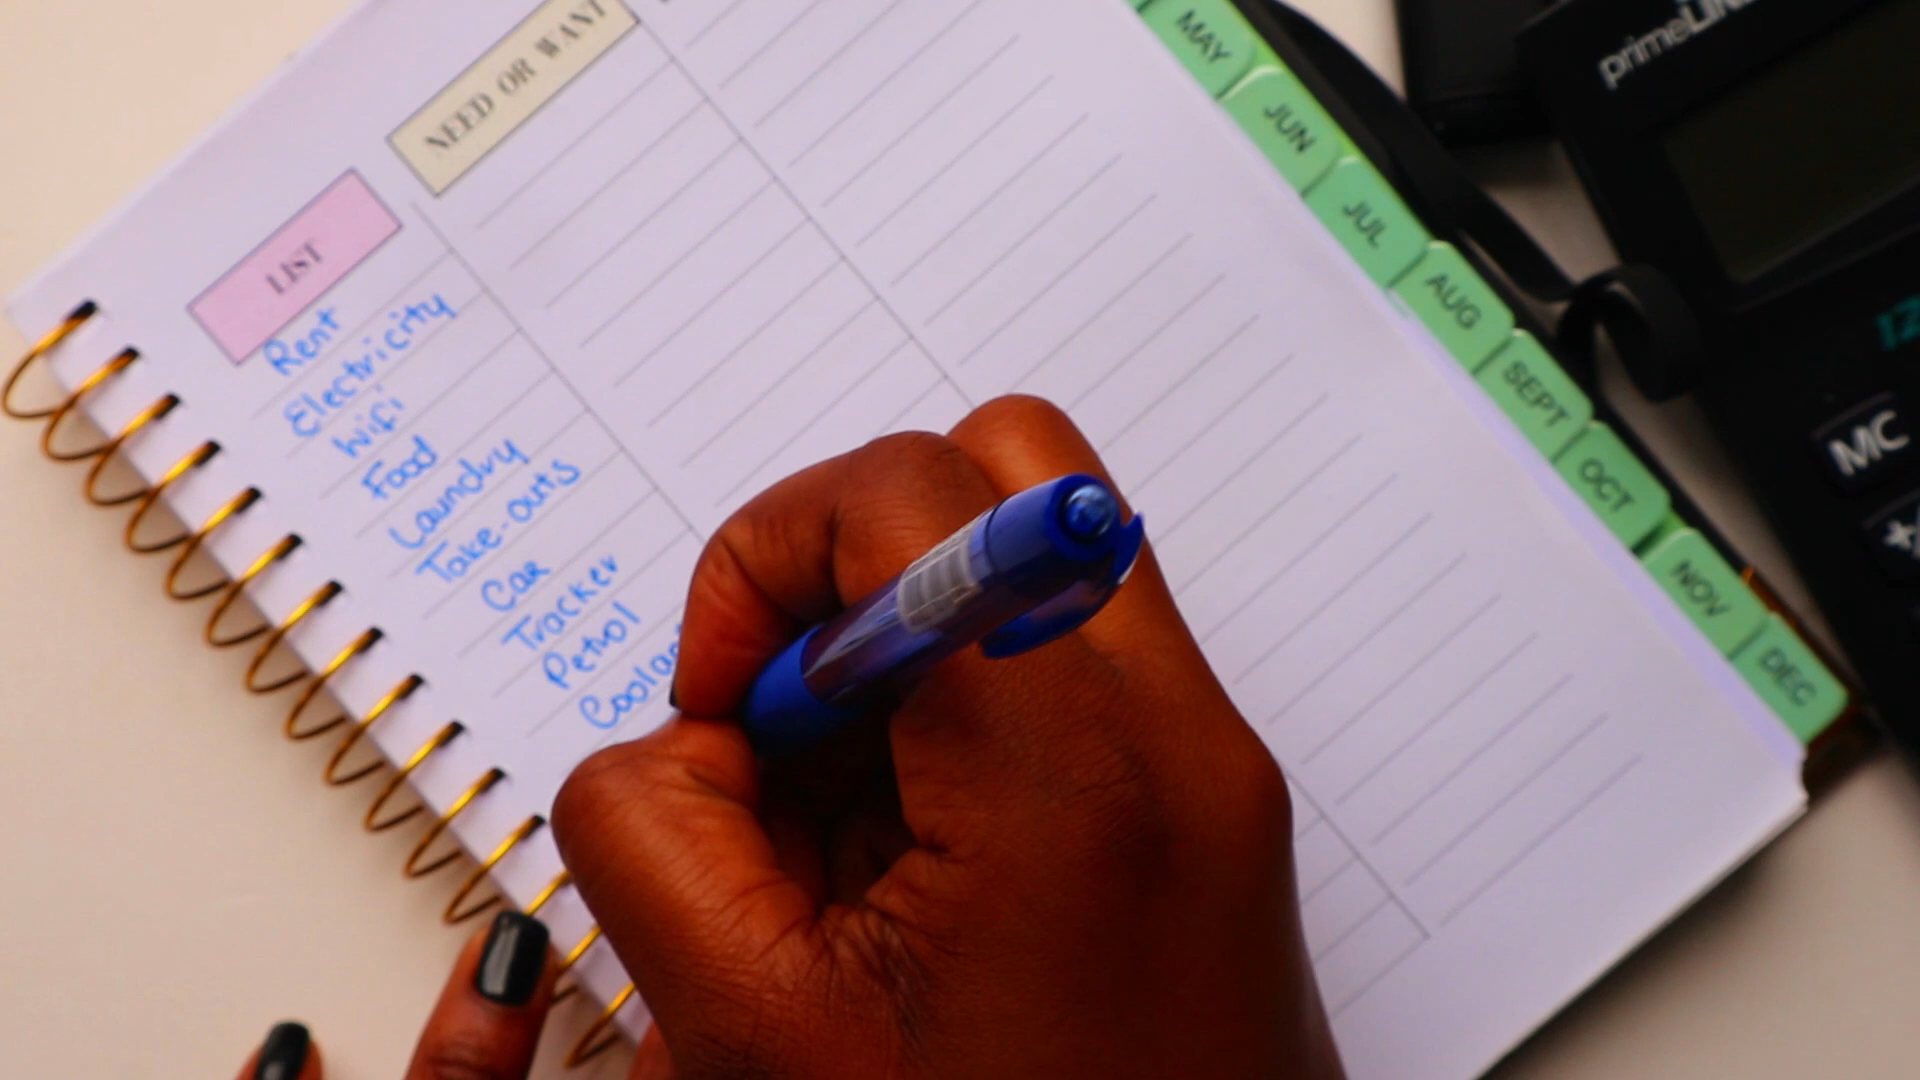 NEED OR WANT
LIST
Rent
Electricity
Wifi
Food
Laundry
Take-outs
Car
Tracker
Petrol
MAY
JUN
JUL
AUG
SEPT
OCT
NOV
DEC
MC
12